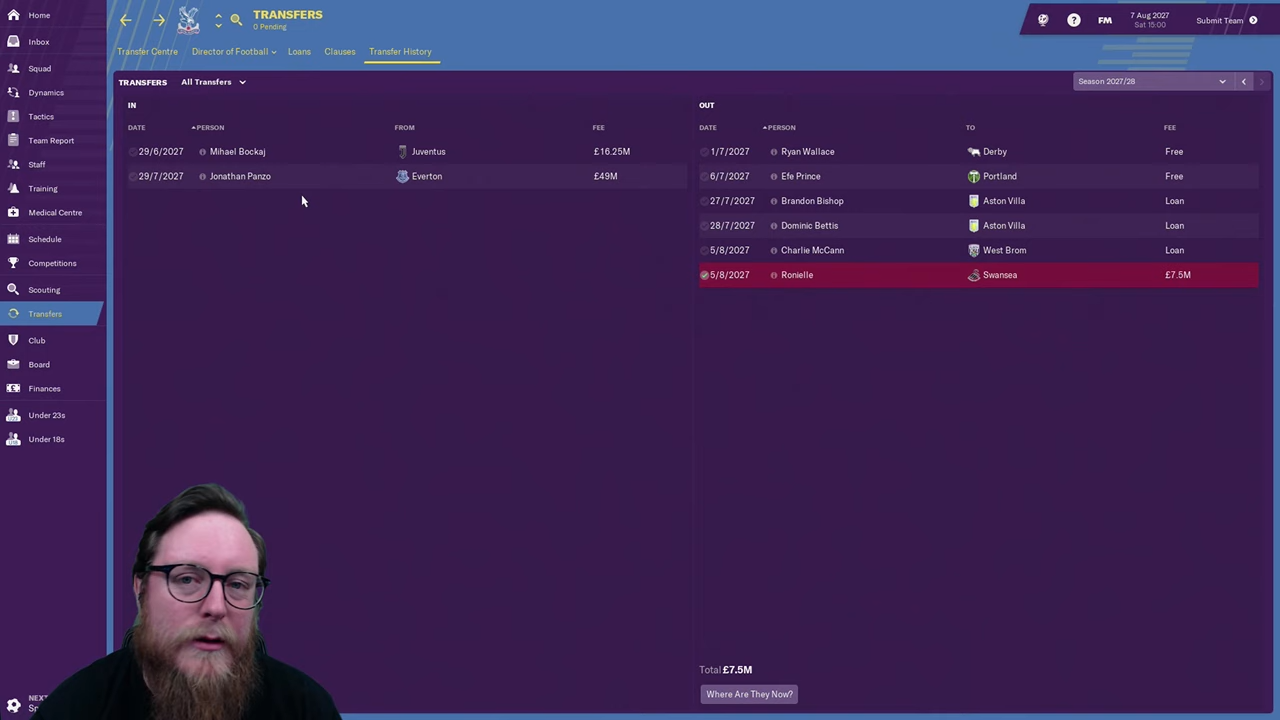 Home
TRANSFERS
0 Pending
FM
7 Aug 2027
Sat 15:00
Submit Team
Inbox
Transfer Centre
Director of Football
Loans
Clauses
Transfer History
Squad
Dynamics
Tactics
Team Report
Staff
Training
Medical Centre
Schedule
Competitions
Scouting
Transfers
Club
Board
Finances
Under 23s
Under 18s
TRANSFERS All Transfers
Season 2027/28
IN
DATE PERSON FROM FEE
29/6/2027 Mihael Bockaj Juventus £16.25M
29/7/2027 Jonathan Panzo Everton £49M
OUT
DATE PERSON TO FEE
1/7/2027 Ryan Wallace Derby Free
6/7/2027 Efe Prince Portland Free
27/7/2027 Brandon Bishop Aston Villa Loan
28/7/2027 Dominic Bettis Aston Villa Loan
5/8/2027 Charlie McCann West Brom Loan
5/8/2027 Ronielle Swansea £7.5M
Total £7.5M
Where Are They Now?